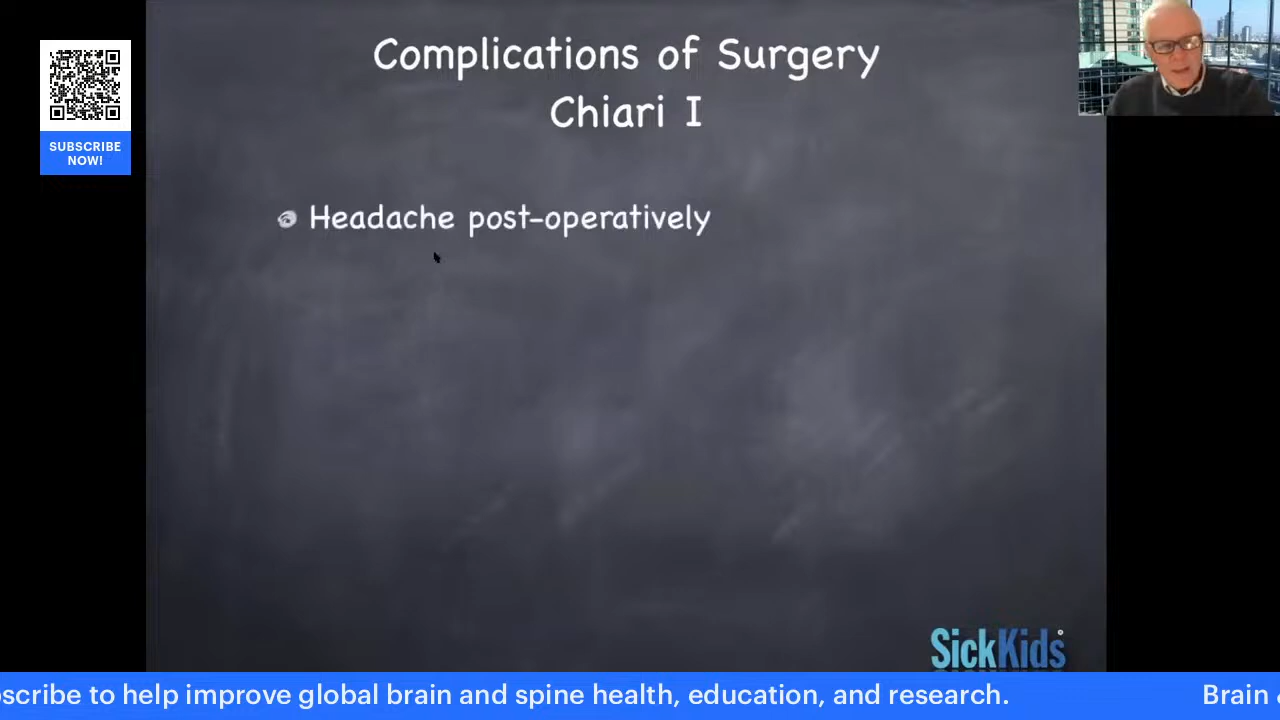 Complications of Surgery
Chiari I
SUBSCRIBE
NOW!
Headache post-operatively
SickKids
scribe to help improve global brain and spine health, education, and research.
Brain